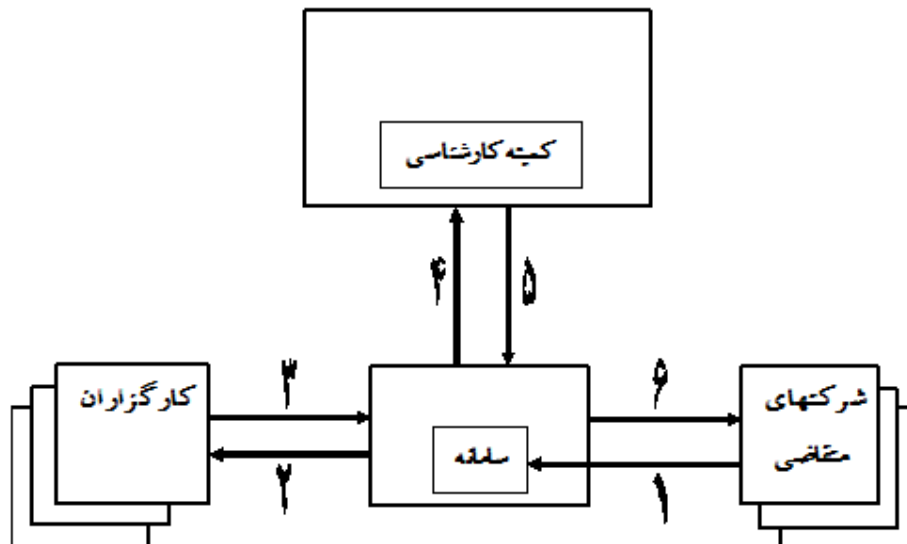 کمیته کارشناسی
۴
۵
شرکتهای
متقاضی
۶
۱
سامانه
۳
۲
کارگزاران